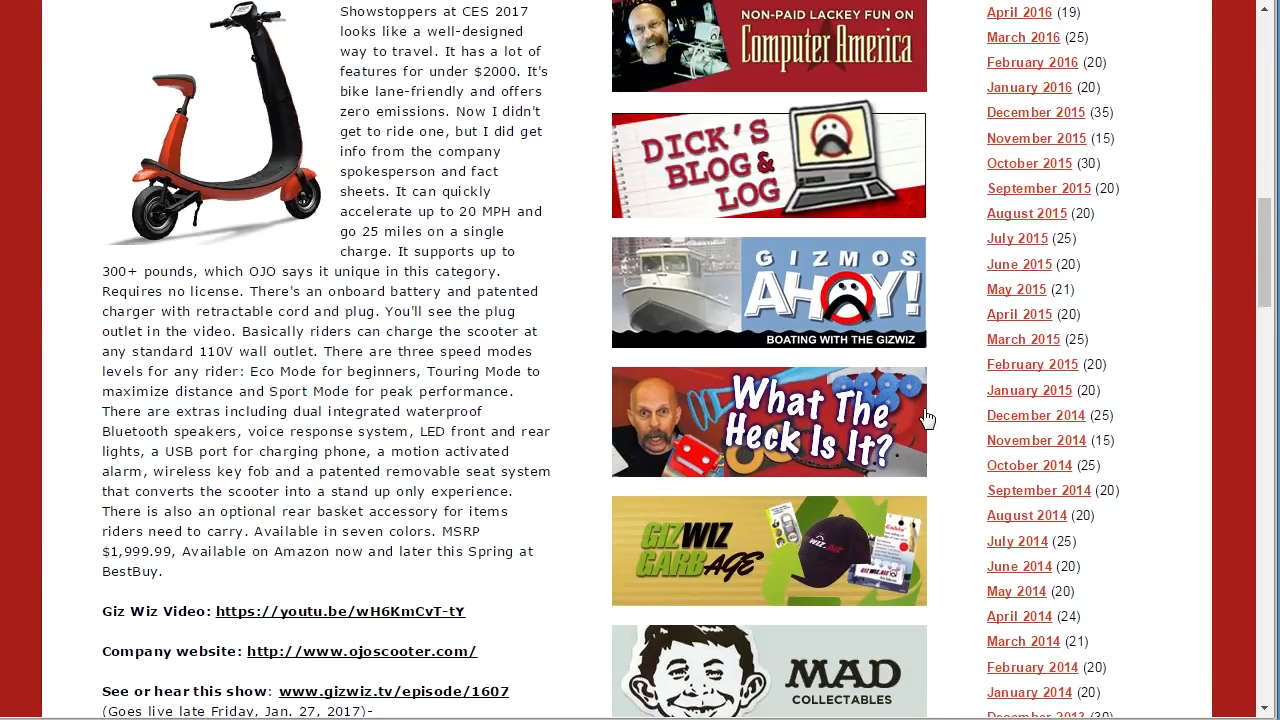 Showstoppers at CES 2017
looks like a well-designed
way to travel. It has a lot of
features for under $2000. It's
bike lane-friendly and offers
zero emissions. Now I didn't
get to ride one, but I did get
info from the company
spokesperson and fact
sheets. It can quickly
accelerate up to 20 MPH and
go 25 miles on a single
charge. It supports up to
300+ pounds, which OJO says it unique in this category.
Requires no license. There's an onboard battery and patented
charger with retractable cord and plug. You'll see the plug
outlet in the video. Basically riders can charge the scooter at
any standard 110V wall outlet. There are three speed modes
levels for any rider: Eco Mode for beginners, Touring Mode to
maximize distance and Sport Mode for peak performance.
There are extras including dual integrated waterproof
Bluetooth speakers, voice response system, LED front and rear
lights, a USB port for charging phone, a motion-activated
alarm, wireless key fob and a patented removable seat system
that converts the scooter into a stand up only experience.
There is also an optional rear basket accessory for items
riders need to carry. Available in seven colors. MSRP
$1,999.99, Available on Amazon now and later this Spring at
BestBuy.
Giz Wiz Video: https://youtu.be/wH6KmCvT-tY
Company website: http://www.ojoscooter.com/
See or hear this show: www.gizwiz.tv/episode/1607
(Goes live late Friday, Jan. 27, 2017)-
NON-PAID LACKEY FUN ON
Computer America
DICK'S
BLOG &
LOG
GIZMOS
AHOY!
BOATING WITH THE GIZWIZ
What The
Heck Is It?
GIZWIZ
GARBAGE
MAD
COLLECTABLES
April 2016 (19)
March 2016 (25)
February 2016 (20)
January 2016 (20)
December 2015 (35)
November 2015 (15)
October 2015 (30)
September 2015 (20)
August 2015 (20)
July 2015 (25)
June 2015 (20)
May 2015 (21)
April 2015 (20)
March 2015 (25)
February 2015 (20)
January 2015 (20)
December 2014 (25)
November 2014 (15)
October 2014 (25)
September 2014 (20)
August 2014 (20)
July 2014 (25)
June 2014 (20)
May 2014 (20)
April 2014 (24)
March 2014 (21)
February 2014 (20)
January 2014 (20)
December 2013 (20)